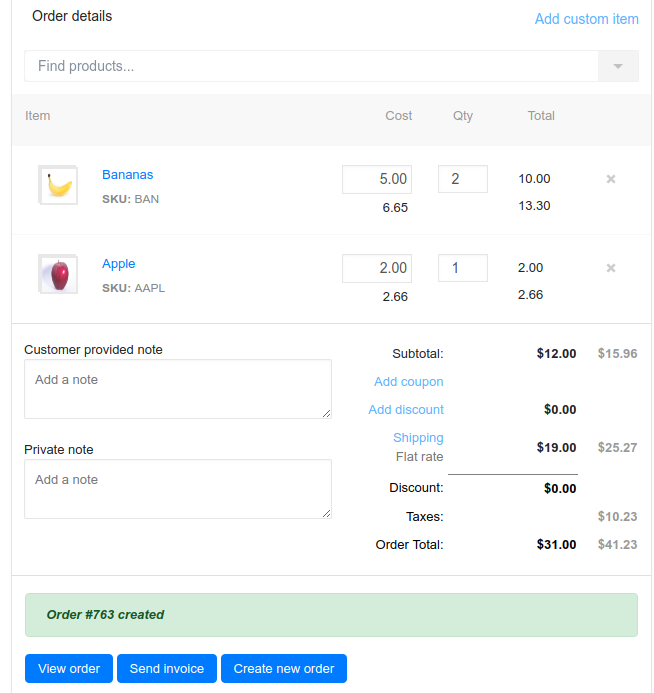 Order details
Add custom item
Find products...
Item Cost Qty Total
Bananas 5.00 2 10.00 ×
SKU: BAN 6.65 13.30
Apple 2.00 1 2.00 ×
SKU: AAPL 2.66 2.66
Customer provided note
Add a note
Private note
Add a note
Subtotal: $12.00 $15.96
Add coupon
Add discount $0.00
Shipping $19.00 $25.27
Flat rate
Discount: $0.00
Taxes: $10.23
Order Total: $31.00 $41.23
Order #763 created
View order Send invoice Create new order